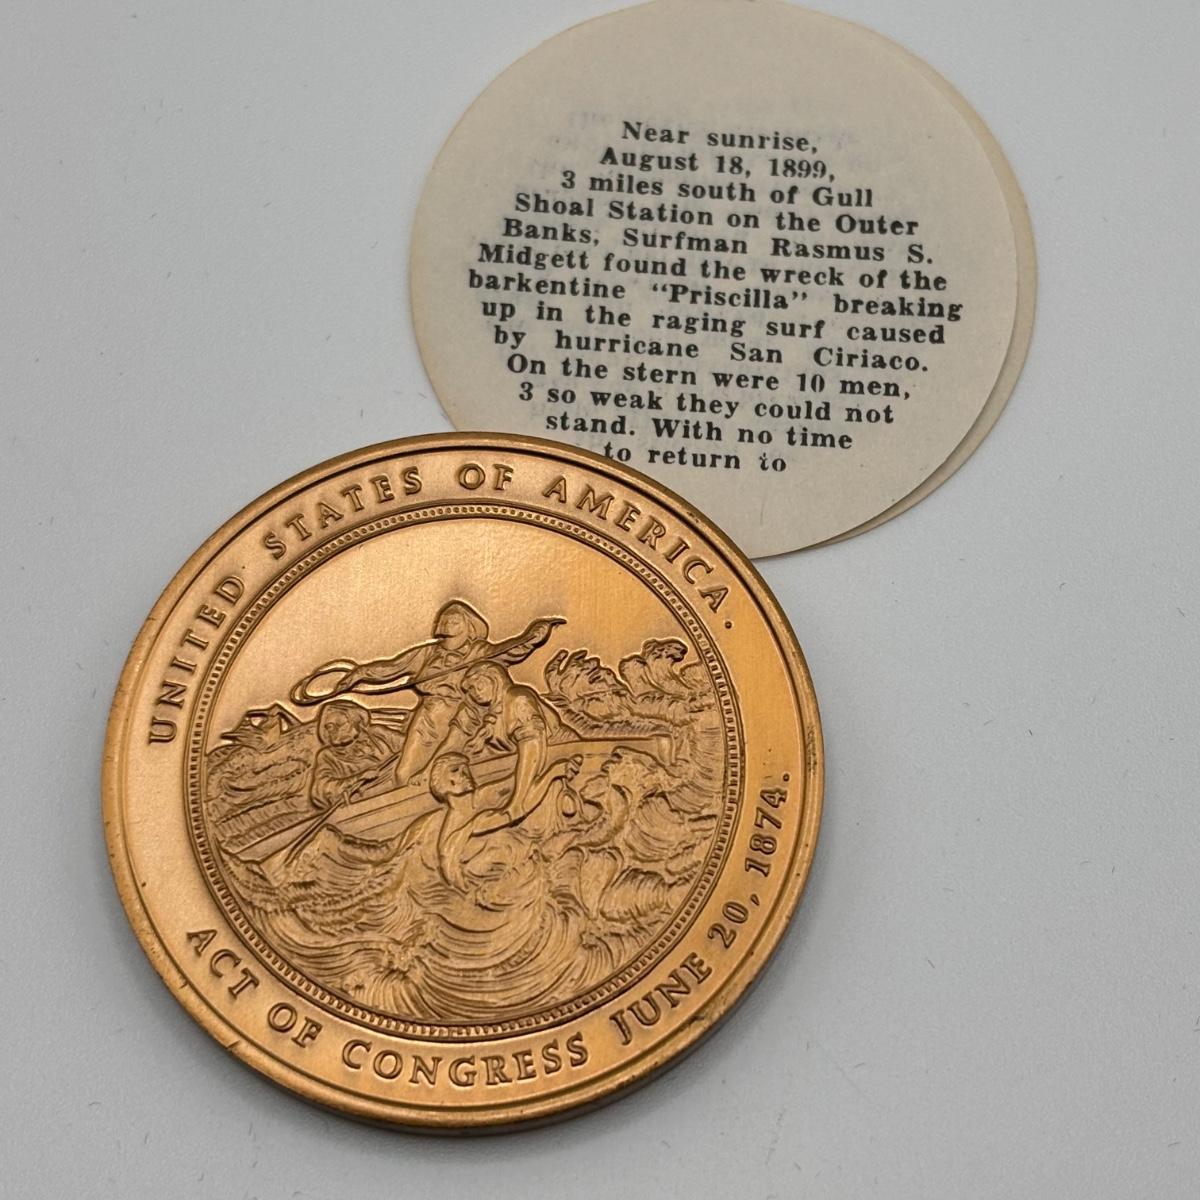 Near sunrise,
August 18, 1899,
3 miles south of Gull
Shoal Station on the Outer
Banks, Surfman Rasmus S.
Midgett found the wreck of the
barkentine “Priscilla” breaking
up in the raging surf caused
by hurricane San Ciriaco.
On the stern were 10 men,
3 so weak they could not
stand. With no time
to return to
UNITED STATES OF AMERICA.
ACT OF CONGRESS JUNE 20, 1874.